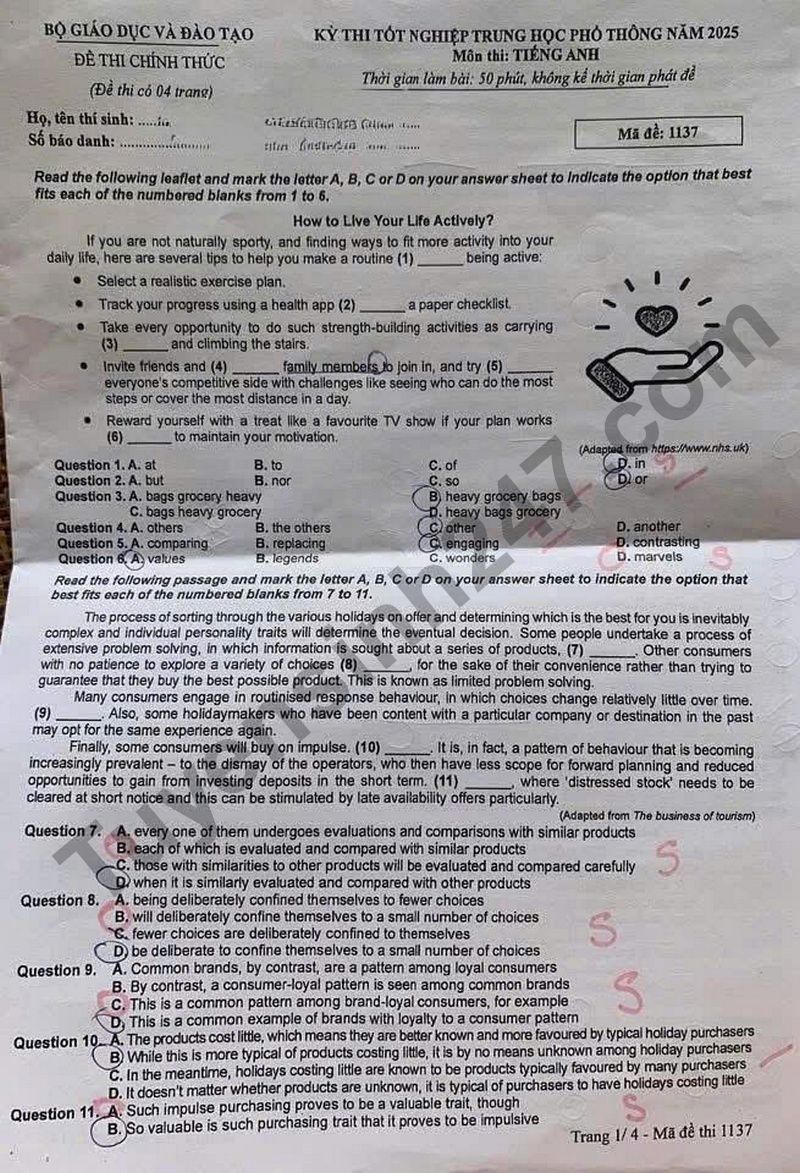 BỘ GIÁO DỤC VÀ ĐÀO TẠO
ĐỀ THI CHÍNH THỨC
(Đề thi có 04 trang)
KỲ THI TỐT NGHIỆP TRUNG HỌC PHỔ THÔNG NĂM 2025
Môn thi: TIẾNG ANH
Thời gian làm bài: 50 phút, không kể thời gian phát đề
Họ, tên thí sinh:
Số báo danh:
Mã đề: 1137
Read the following leaflet and mark the letter A, B, C or D on your answer sheet to indicate the option that best
fits each of the numbered blanks from 1 to 6.
How to Live Your Life Actively?
If you are not naturally sporty, and finding ways to fit more activity into your
daily life, here are several tips to help you make a routine (1) ______ being active:
• Select a realistic exercise plan.
• Track your progress using a health app (2) ______ a paper checklist.
• Take every opportunity to do such strength-building activities as carrying
(3) ______ and climbing the stairs.
• Invite friends and (4) ______ family members to join in, and try (5) ______
everyone's competitive side with challenges like seeing who can do the most
steps or cover the most distance in a day.
• Reward yourself with a treat like a favourite TV show if your plan works
(6) ______ to maintain your motivation.
(Adapted from https://www.nhs.uk)
Question 1. A. at B. to C. of D. in
Question 2. A. but B. nor C. so D. or
Question 3. A. bags grocery heavy B. heavy grocery bags
C. bags heavy grocery D. heavy bags grocery
Question 4. A. others B. the others C. other D. another
Question 5. A. comparing B. replacing C. engaging D. contrasting
Question 6. A. values B. legends C. wonders D. marvels
Read the following passage and mark the letter A, B, C or D on your answer sheet to indicate the option that
best fits each of the numbered blanks from 7 to 11.
The process of sorting through the various holidays on offer and determining which is the best for you is inevitably
complex and individual personality traits will determine the eventual decision. Some people undertake a process of
extensive problem solving, in which information is sought about a series of products, (7) ______. Other consumers
with no patience to explore a variety of choices (8) ______, for the sake of their convenience rather than trying to
guarantee that they buy the best possible product. This is known as limited problem solving.
Many consumers engage in routinised response behaviour, in which choices change relatively little over time.
(9) ______. Also, some holidaymakers who have been content with a particular company or destination in the past
may opt for the same experience again.
Finally, some consumers will buy on impulse. (10) ______. It is, in fact, a pattern of behaviour that is becoming
increasingly prevalent – to the dismay of the operators, who then have less scope for forward planning and reduced
opportunities to gain from investing deposits in the short term. (11) ______, where 'distressed stock' needs to be
cleared at short notice and this can be stimulated by late availability offers particularly.
(Adapted from The business of tourism)
Question 7. A. every one of them undergoes evaluations and comparisons with similar products
B. each of which is evaluated and compared with similar products
C. those with similarities to other products will be evaluated and compared carefully
D. when it is similarly evaluated and compared with other products
Question 8. A. being deliberately confined themselves to fewer choices
B. will deliberately confine themselves to a small number of choices
C. fewer choices are deliberately confined to themselves
D. be deliberate to confine themselves to a small number of choices
Question 9. A. Common brands, by contrast, are a pattern among loyal consumers
B. By contrast, a consumer-loyal pattern is seen among common brands
C. This is a common pattern among brand-loyal consumers, for example
D. This is a common example of brands with loyalty to a consumer pattern
Question 10. A. The products cost little, which means they are better known and more favoured by typical holiday purchasers
B. While this is more typical of products costing little, it is by no means unknown among holiday purchasers
C. In the meantime, holidays costing little are known to be products typically favoured by many purchasers
D. It doesn't matter whether products are unknown, it is typical of purchasers to have holidays costing little
Question 11. A. Such impulse purchasing proves to be a valuable trait, though
B. So valuable is such purchasing trait that it proves to be impulsive
Trang 1/ 4 - Mã đề thi 1137
Tuyensinh247.com